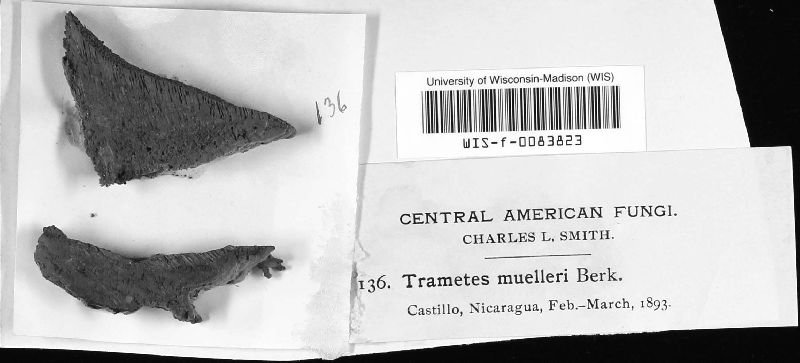 136
University of Wisconsin-Madison (WIS)
WIS-f-0083823
CENTRAL AMERICAN FUNGI.
CHARLES L. SMITH.
136. Trametes muelleri Berk.
Castillo, Nicaragua, Feb.-March, 1893.